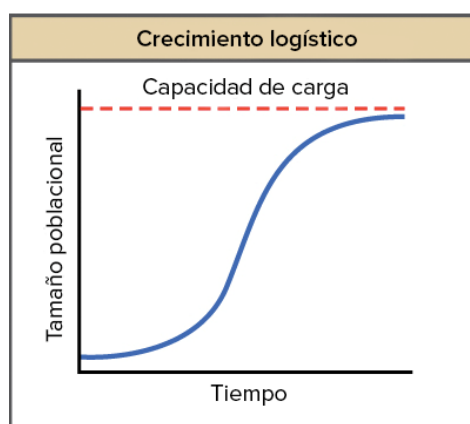 Crecimiento logístico
Capacidad de carga
Tamaño poblacional
Tiempo